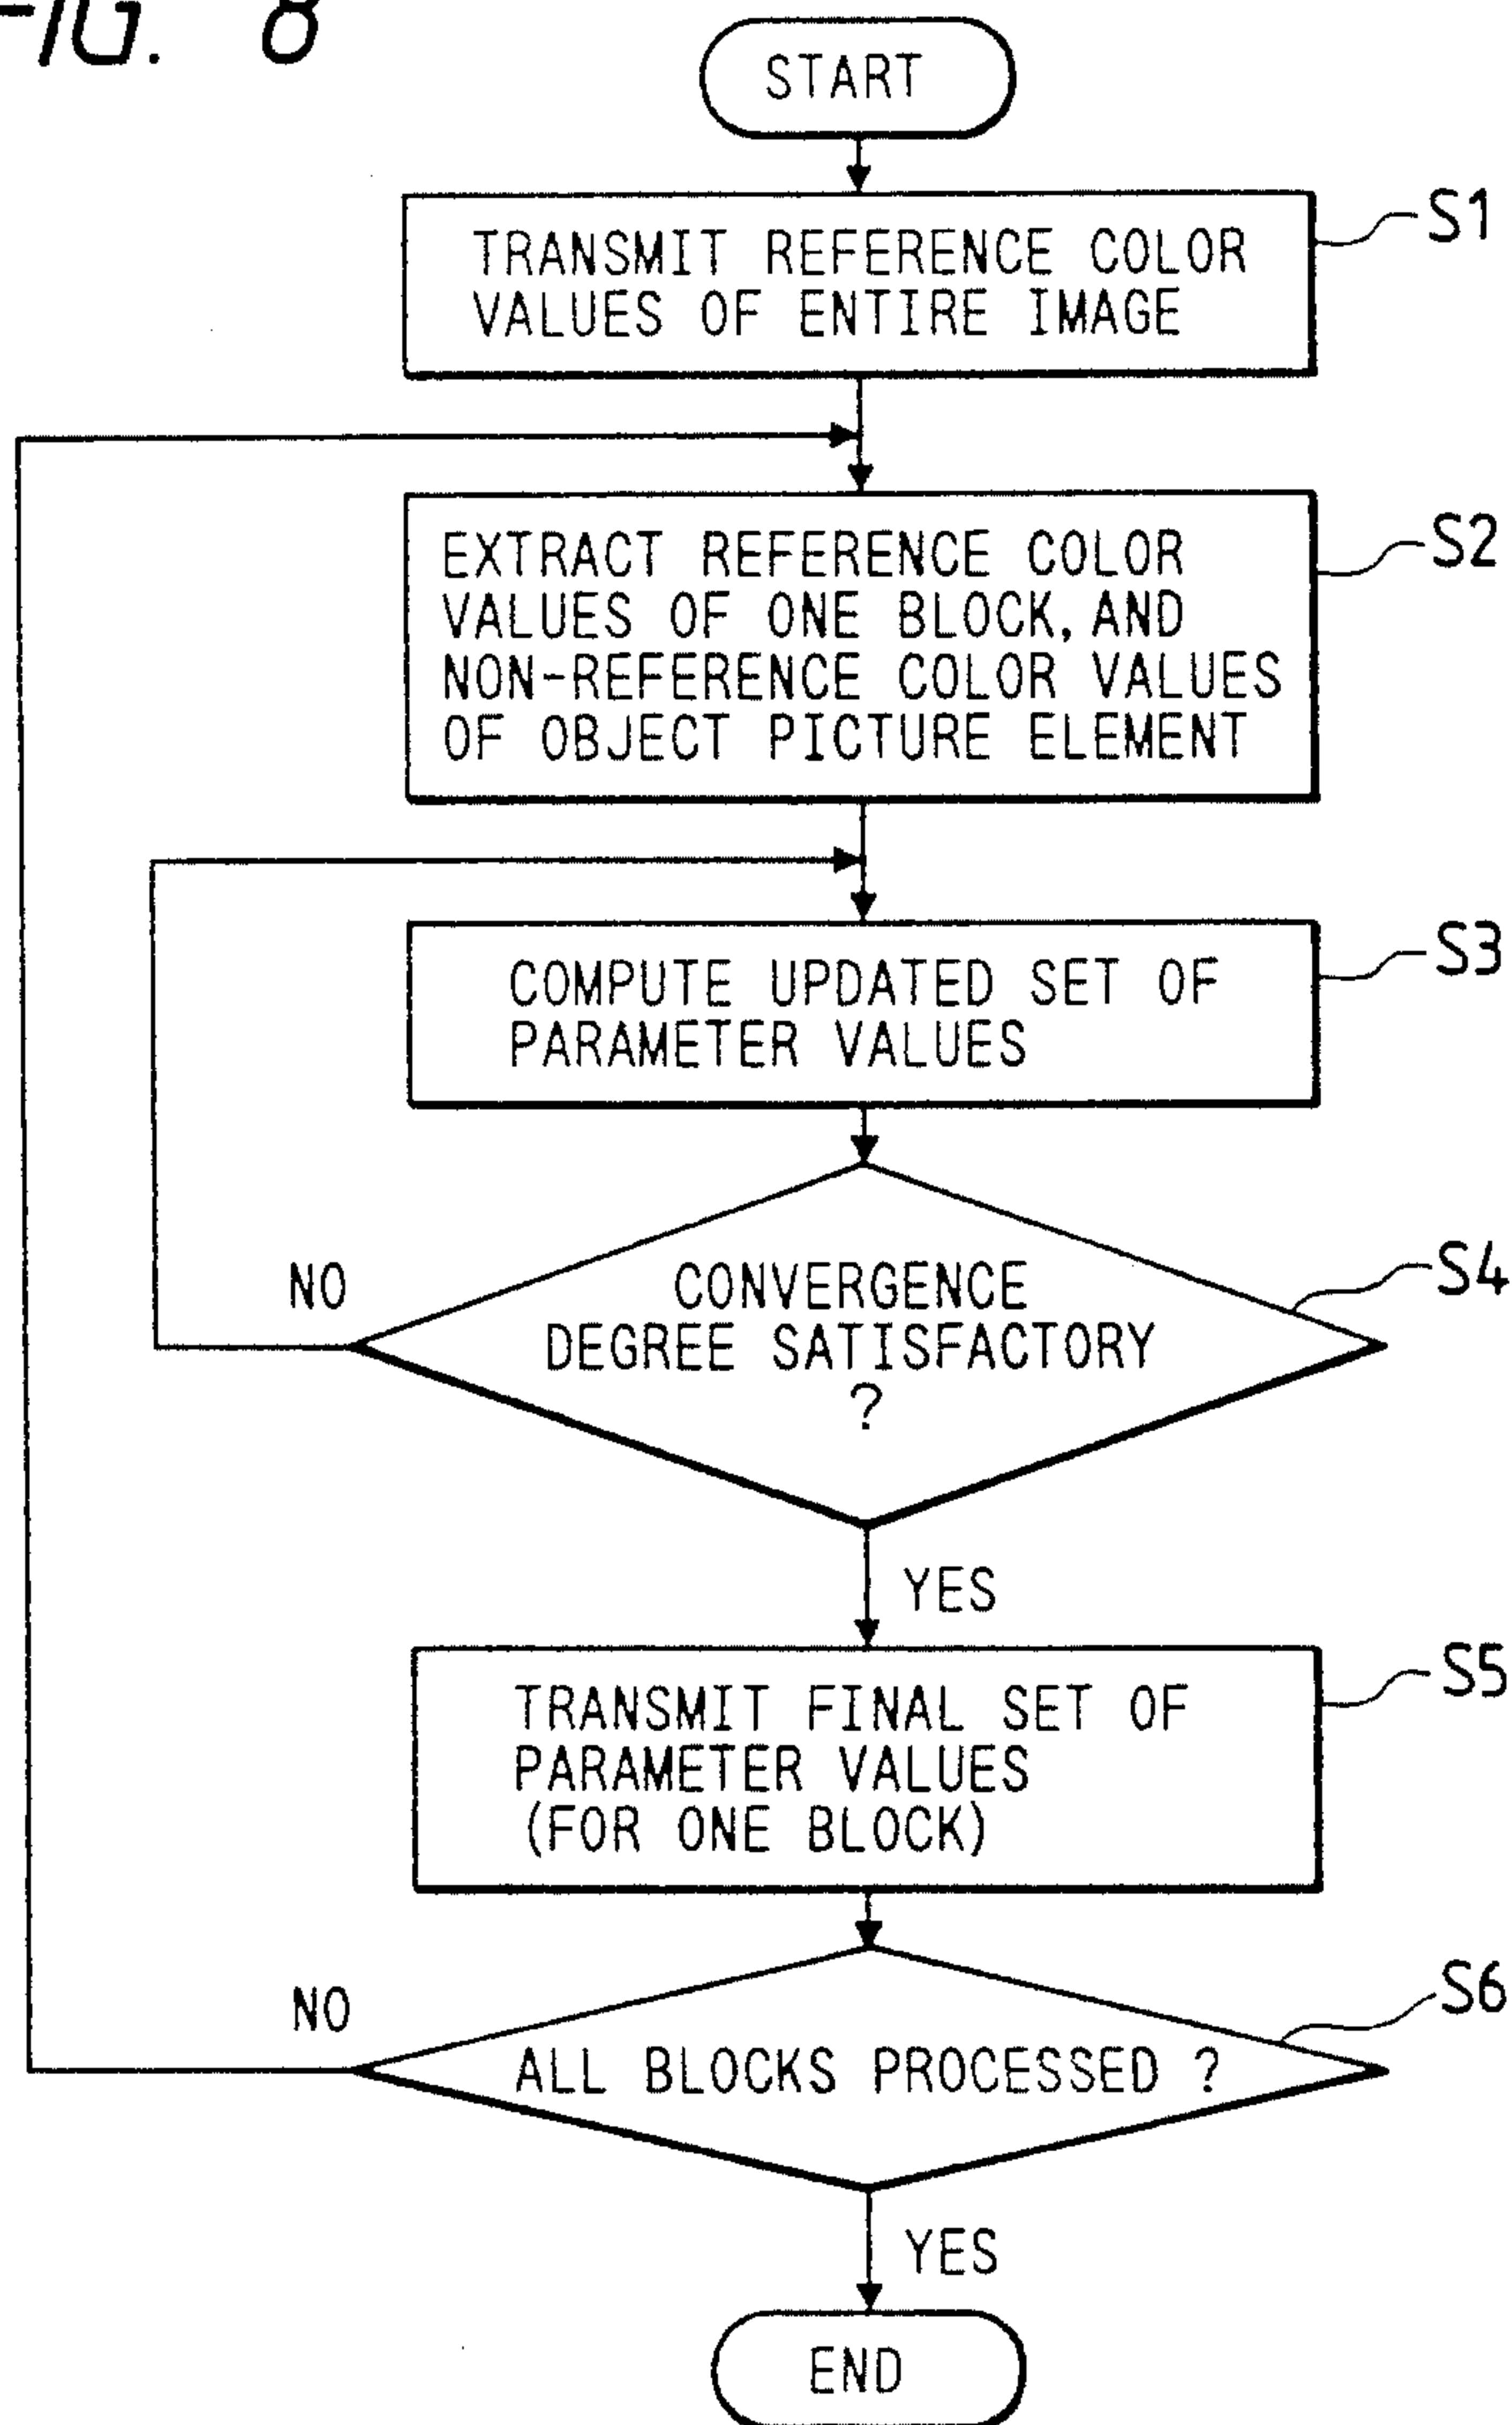 FIG. 8
START
TRANSMIT REFERENCE COLOR
VALUES OF ENTIRE IMAGE
S1
EXTRACT REFERENCE COLOR
VALUES OF ONE BLOCK, AND
NON-REFERENCE COLOR VALUES
OF OBJECT PICTURE ELEMENT
S2
COMPUTE UPDATED SET OF
PARAMETER VALUES
S3
NO
CONVERGENCE
DEGREE SATISFACTORY
?
S4
YES
TRANSMIT FINAL SET OF
PARAMETER VALUES
(FOR ONE BLOCK)
S5
NO
ALL BLOCKS PROCESSED ?
S6
YES
END